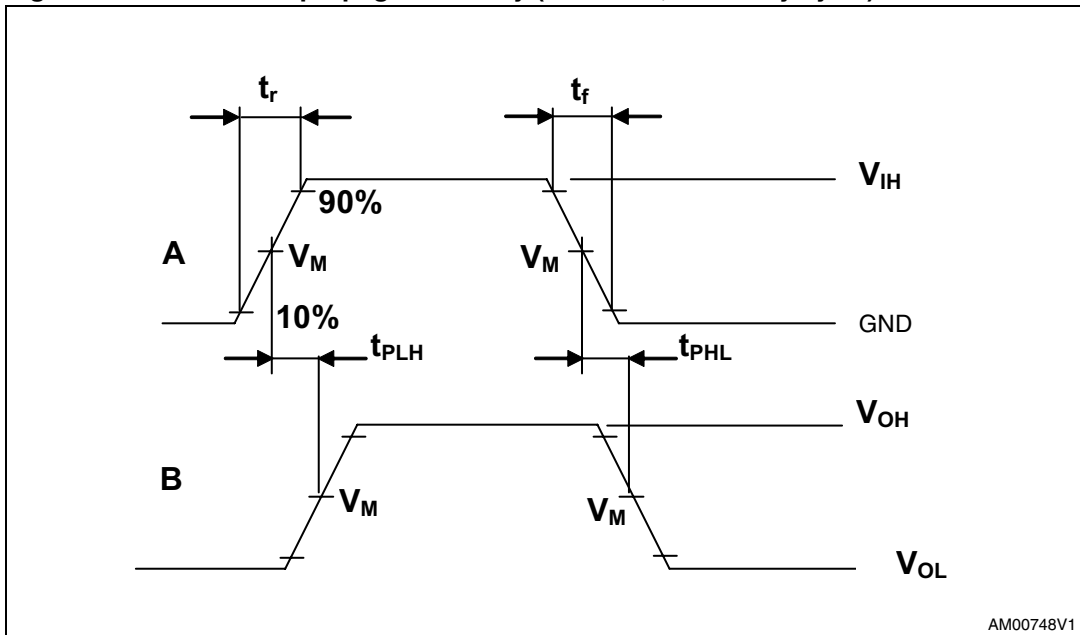 tr
tf
VIH
90%
A
VM
VM
10%
GND
tPLH
tPHL
VOH
B
VM
VM
VOL
AM00748V1